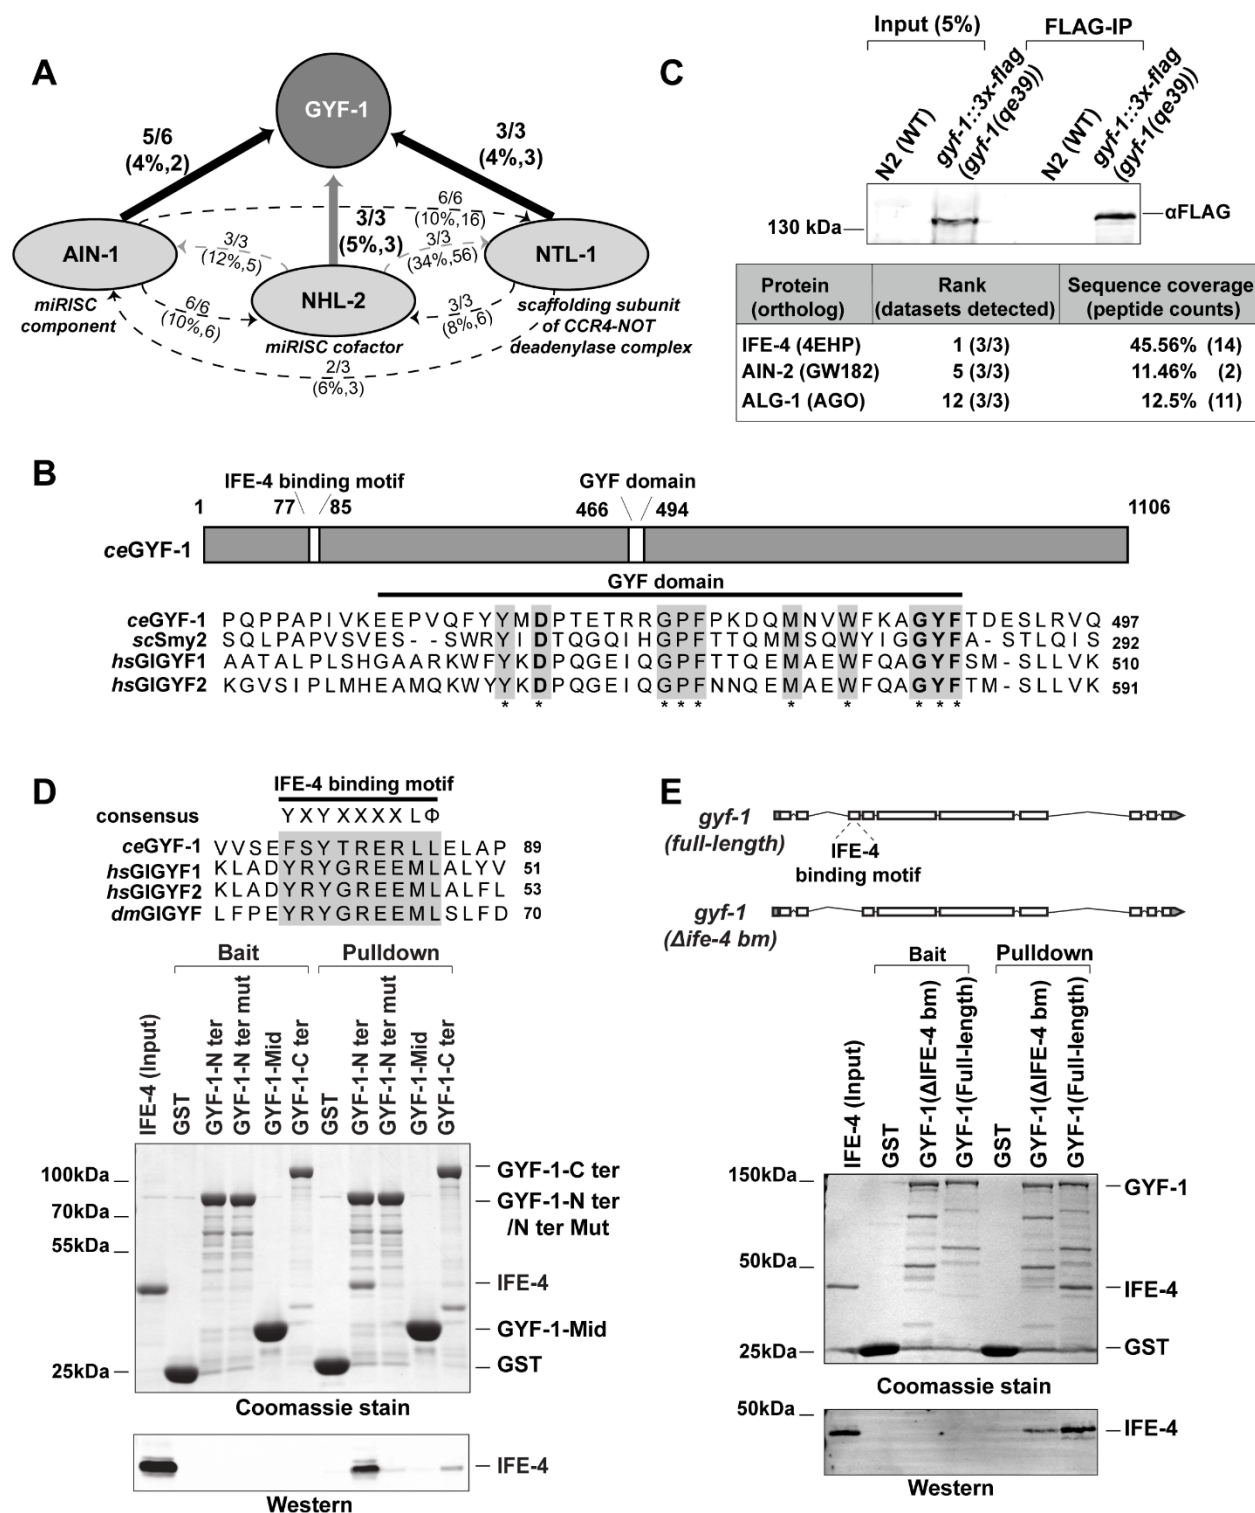 A
GYF-1
5/6
(4%,2)
3/3
(4%,3)
6/6
(10%,16)
3/3
(5%,3)
3/3
(12%,5)
3/3
(34%,56)
AIN-1
NHL-2
NTL-1
miRISC
component
6/6
(10%,6)
3/3
(8%,6)
miRISC cofactor
scaffolding subunit
of CCR4-NOT
deadenylase complex
2/3
(6%,3)
C
Input (5%)
FLAG-IP
N2 (WT)
gyf-1::3x-flag
(gyf-1(qe39))
N2 (WT)
gyf-1::3x-flag
(gyf-1(qe39))
130 kDa
αFLAG
Protein (ortholog) Rank (datasets detected) Sequence coverage (peptide counts)
IFE-4 (4EHP) 1 (3/3) 45.56% (14)
AIN-2 (GW182) 5 (3/3) 11.46% (2)
ALG-1 (AGO) 12 (3/3) 12.5% (11)
B
IFE-4 binding motif
GYF domain
1 77 85 466 494 1106
ceGYF-1
GYF domain
ceGYF-1 PQPPAPIVKEEPVQFYYMDPTETRRGPFPKDQMNVWFKAGYFTDESLRVQ 497
scSmy2 SQLPAPVSVES--SWRYIDTQGQIHGPFTTQMMSQWYIAGYFA-STLQIS 292
hsGIGYF1 AATALPLSHGAARKWFYKDPQGEIQGPFTTQEMAEWFQAGYFSM-SLLVK 510
hsGIGYF2 KGVSIPLMHEAMQKWYYKDPQGEIQGPFNNQEMAEWFQAGYFTM-SLLVK 591
* * * * * * * * * *
D
IFE-4 binding motif
consensus YXYXXXXLΦ
ceGYF-1 VVSEFSYTRERLLELAP 89
hsGIGYF1 KLADYRYGREEMLALYV 51
hsGIGYF2 KLADYRYGREEMLALFL 53
dmGIGYF LFPEYRYGREEMLSLFD 70
Bait
Pulldown
IFE-4 (Input)
GST
GYF-1-N ter
GYF-1-N ter mut
GYF-1-Mid
GYF-1-C ter
GST
GYF-1-N ter
GYF-1-N ter mut
GYF-1-Mid
GYF-1-C ter
100kDa
70kDa
55kDa
25kDa
GYF-1-C ter
GYF-1-N ter
/N ter Mut
IFE-4
GYF-1-Mid
GST
Coomassie stain
IFE-4
Western
E
gyf-1
(full-length)
IFE-4
binding motif
gyf-1
(Δife-4 bm)
Bait
Pulldown
IFE-4 (Input)
GST
GYF-1(ΔIFE-4 bm)
GYF-1(Full-length)
GST
GYF-1(ΔIFE-4 bm)
GYF-1(Full-length)
150kDa
50kDa
25kDa
GYF-1
IFE-4
GST
Coomassie stain
50kDa
IFE-4
Western